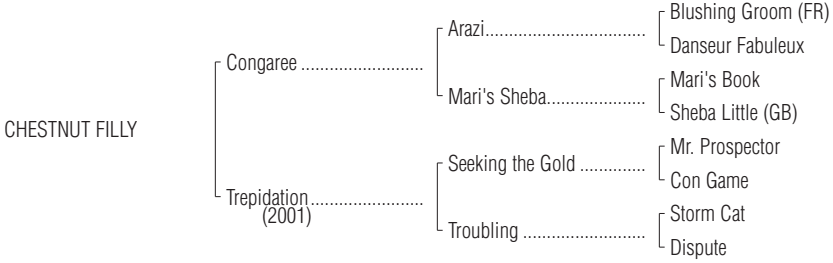 Blushing Groom (FR)
Arazi..................................
Danseur Fabuleux
Congaree ..........................
Mari's Book
Mari's Sheba.....................
Sheba Little (GB)
CHESTNUT FILLY
Mr. Prospector
Seeking the Gold ..............
Con Game
Trepidation........................
(2001)
Storm Cat
Troubling ..........................
Dispute